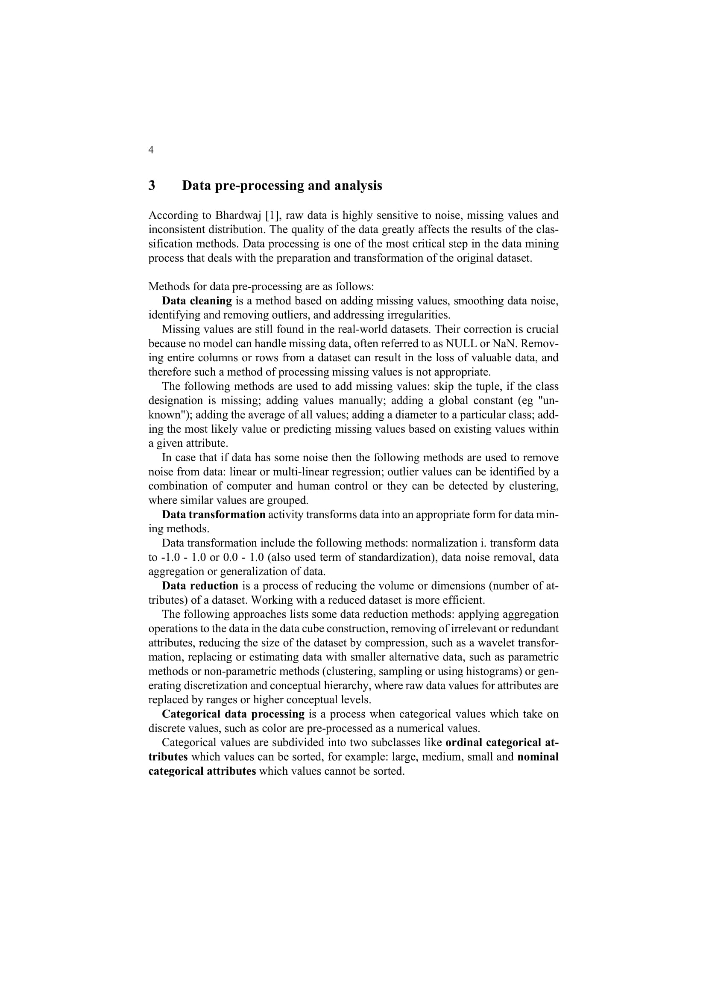 4
3 Data pre-processing and analysis
According to Bhardwaj [1], raw data is highly sensitive to noise, missing values and
inconsistent distribution. The quality of the data greatly affects the results of the clas-
sification methods. Data processing is one of the most critical step in the data mining
process that deals with the preparation and transformation of the original dataset.
Methods for data pre-processing are as follows:
Data cleaning is a method based on adding missing values, smoothing data noise,
identifying and removing outliers, and addressing irregularities.
Missing values are still found in the real-world datasets. Their correction is crucial
because no model can handle missing data, often referred to as NULL or NaN. Remov-
ing entire columns or rows from a dataset can result in the loss of valuable data, and
therefore such a method of processing missing values is not appropriate.
The following methods are used to add missing values: skip the tuple, if the class
designation is missing; adding values manually; adding a global constant (eg "un-
known"); adding the average of all values; adding a diameter to a particular class; add-
ing the most likely value or predicting missing values based on existing values within
a given attribute.
In case that if data has some noise then the following methods are used to remove
noise from data: linear or multi-linear regression; outlier values can be identified by a
combination of computer and human control or they can be detected by clustering,
where similar values are grouped.
Data transformation activity transforms data into an appropriate form for data min-
ing methods.
Data transformation include the following methods: normalization i. transform data
to -1.0 - 1.0 or 0.0 - 1.0 (also used term of standardization), data noise removal, data
aggregation or generalization of data.
Data reduction is a process of reducing the volume or dimensions (number of at-
tributes) of a dataset. Working with a reduced dataset is more efficient.
The following approaches lists some data reduction methods: applying aggregation
operations to the data in the data cube construction, removing of irrelevant or redundant
attributes, reducing the size of the dataset by compression, such as a wavelet transfor-
mation, replacing or estimating data with smaller alternative data, such as parametric
methods or non-parametric methods (clustering, sampling or using histograms) or gen-
erating discretization and conceptual hierarchy, where raw data values for attributes are
replaced by ranges or higher conceptual levels.
Categorical data processing is a process when categorical values which take on
discrete values, such as color are pre-processed as a numerical values.
Categorical values are subdivided into two subclasses like ordinal categorical at-
tributes which values can be sorted, for example: large, medium, small and nominal
categorical attributes which values cannot be sorted.